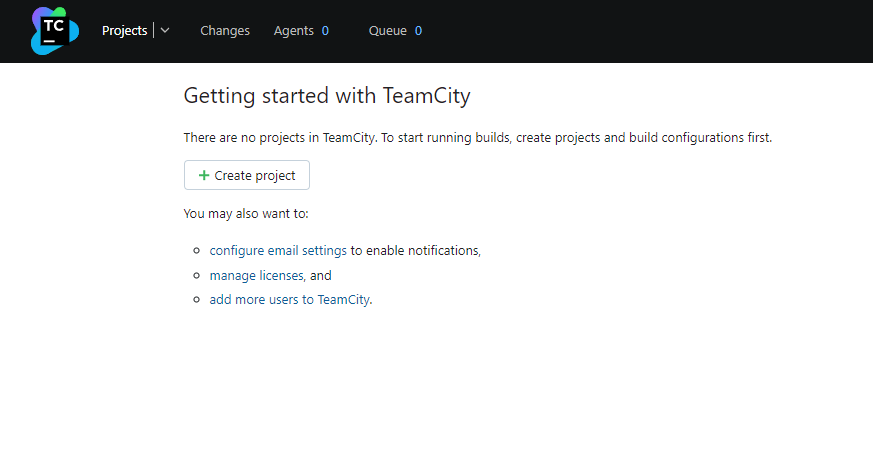 TC
Projects
Changes
Agents 0
Queue 0
Getting started with TeamCity
There are no projects in TeamCity. To start running builds, create projects and build configurations first.
+ Create project
You may also want to:
configure email settings to enable notifications,
manage licenses, and
add more users to TeamCity.